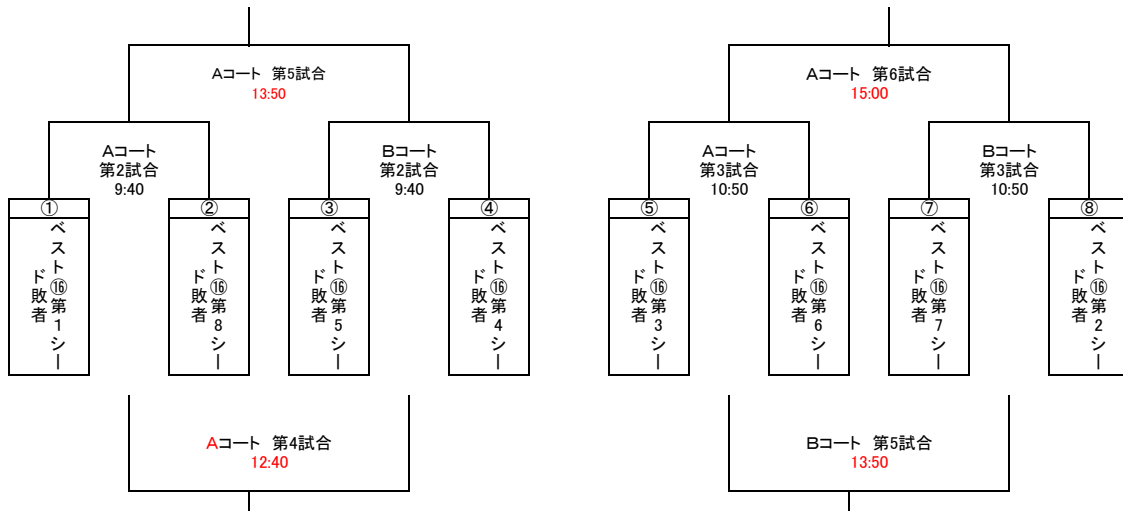 Aコート 第5試合
13:50
Aコート 第6試合
15:00
Aコート
第2試合
9:40
Bコート
第2試合
9:40
Aコート
第3試合
10:50
Bコート
第3試合
10:50
①
ベスト⑯第1シー
ド敗者
②
ベスト⑯第8シー
ド敗者
③
ベスト⑯第5シー
ド敗者
④
ベスト⑯第4シー
ド敗者
⑤
ベスト⑯第3シー
ド敗者
⑥
ベスト⑯第6シー
ド敗者
⑦
ベスト⑯第7シー
ド敗者
⑧
ベスト⑯第2シー
ド敗者
Aコート 第4試合
12:40
Bコート 第5試合
13:50